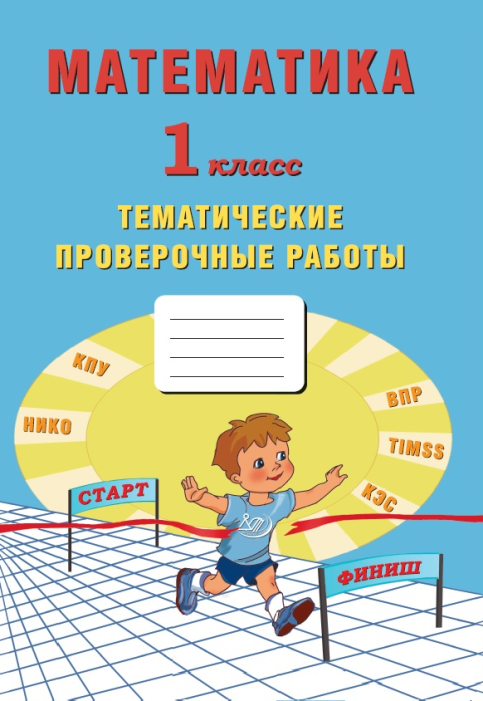 МАТЕМАТИКА
1 класс
ТЕМАТИЧЕСКИЕ
ПРОВЕРОЧНЫЕ РАБОТЫ
КПУ
НИКО
ВПР
TIMSS
КЭС
СТАРТ
ФИНИШ